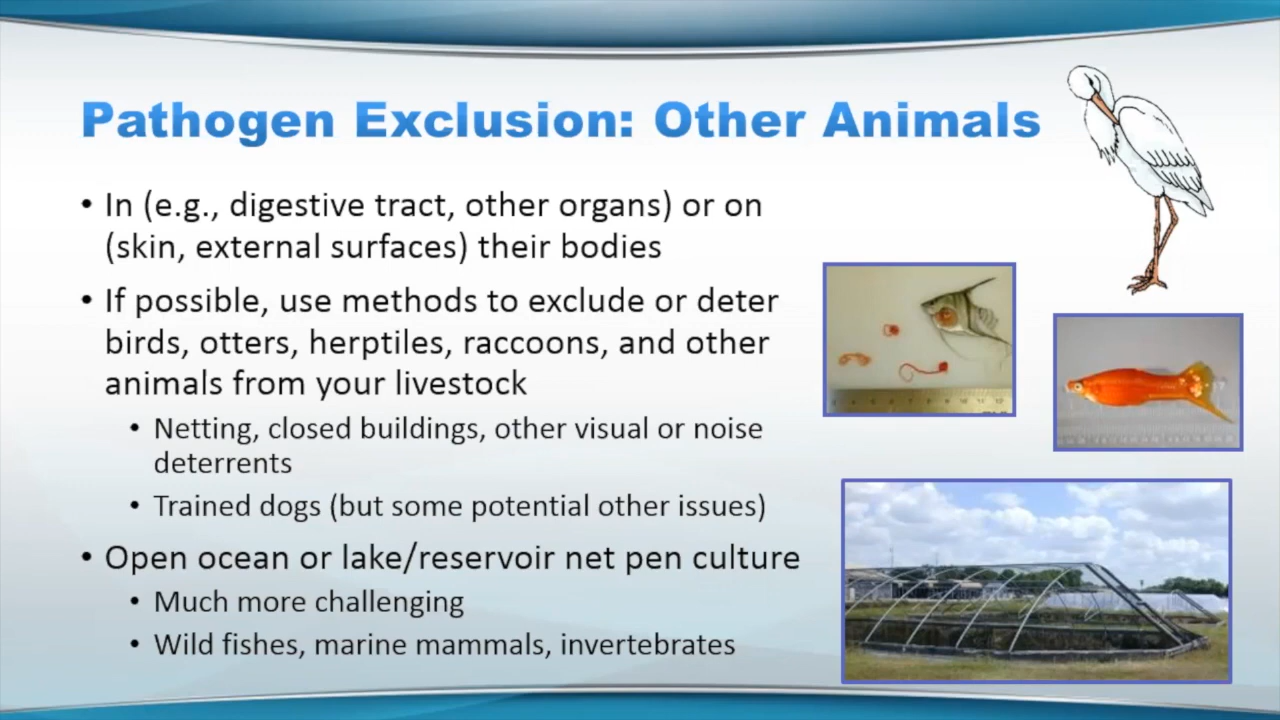 Pathogen Exclusion: Other Animals
• In (e.g., digestive tract, other organs) or on
(skin, external surfaces) their bodies
• If possible, use methods to exclude or deter
birds, otters, herptiles, raccoons, and other
animals from your livestock
• Netting, closed buildings, other visual or noise
deterrents
• Trained dogs (but some potential other issues)
• Open ocean or lake/reservoir net pen culture
• Much more challenging
• Wild fishes, marine mammals, invertebrates